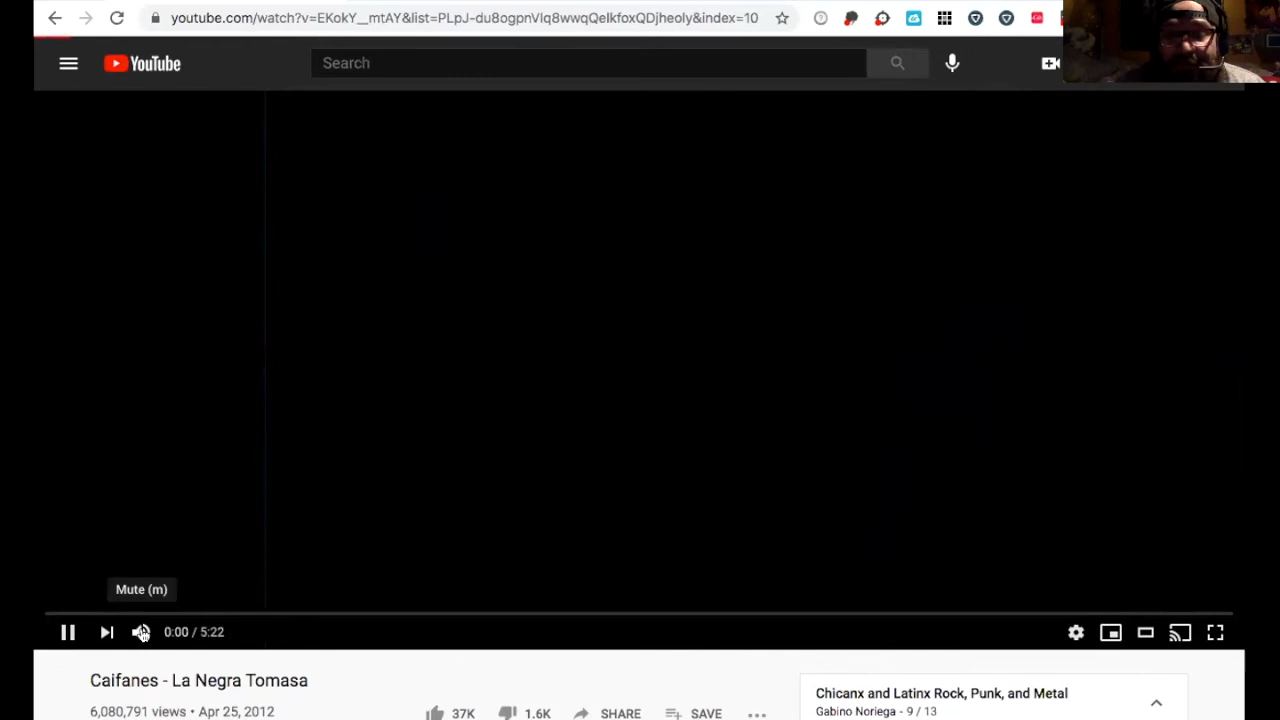 youtube.com/watch?v=EKokY__mtAY&list=PLpJ-du8ogpnVIq8wwqQeIkfoxQDjheoIy&index=10
YouTube
Search
Mute (m)
0:00 / 5:22
Caifanes - La Negra Tomasa
6,080,791 views • Apr 25, 2012
37K
1.6K
SHARE
SAVE
Chicanx and Latinx Rock, Punk, and Metal
Gabino Noriega - 9 / 13